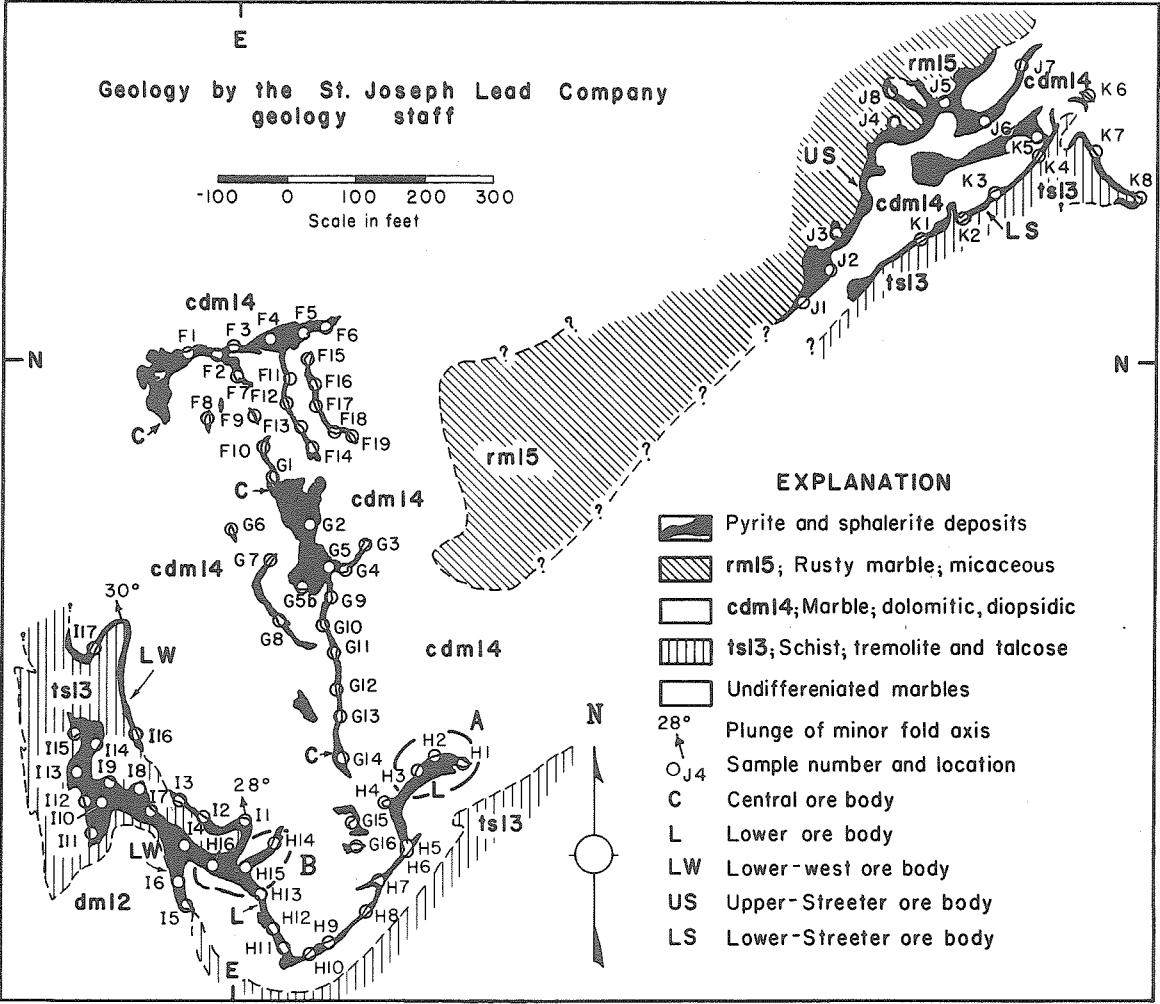 E
Geology by the St. Joseph Lead Company
geology staff
-100 0 100 200 300
Scale in feet
rm15
J7
cdm14
K6
J8
J5
J4
J6
K5
K7
US
K4
K3
ts13
K8
cdm14
K1
K2
LS
J3
J2
ts13
J1
?
?
cdm14
F5
F4
F3
F1
F6
?
?
N
N
F2
F15
F11
F16
F7
F12
F8
F9
F17
?
F13
F18
F19
C
F10
F14
?
rm15
G1
C
cdm14
?
G2
G6
G5
G3
G7
G4
cdm14
?
G5b
G9
30°
G8
G10
?
I17
G11
cdm14
LW
ts13
G12
G13
A
I16
I15
I14
C
G14
H2
H1
I13
I9
I8
H3
L
I3
28°
I12
I7
I2
I1
H4
I10
I4
G15
ts13
I11
H16
H14
LW
G16
H5
H15
B
H6
I6
H13
H7
dm12
I5
L
H12
H8
H9
H11
H10
E
N
EXPLANATION
Pyrite and sphalerite deposits
rm15; Rusty marble; micaceous
cdm14; Marble; dolomitic, diopsidic
ts13; Schist; tremolite and talcose
Undiffereniated marbles
28° Plunge of minor fold axis
J4 Sample number and location
C Central ore body
L Lower ore body
LW Lower-west ore body
US Upper-Streeter ore body
LS Lower-Streeter ore body